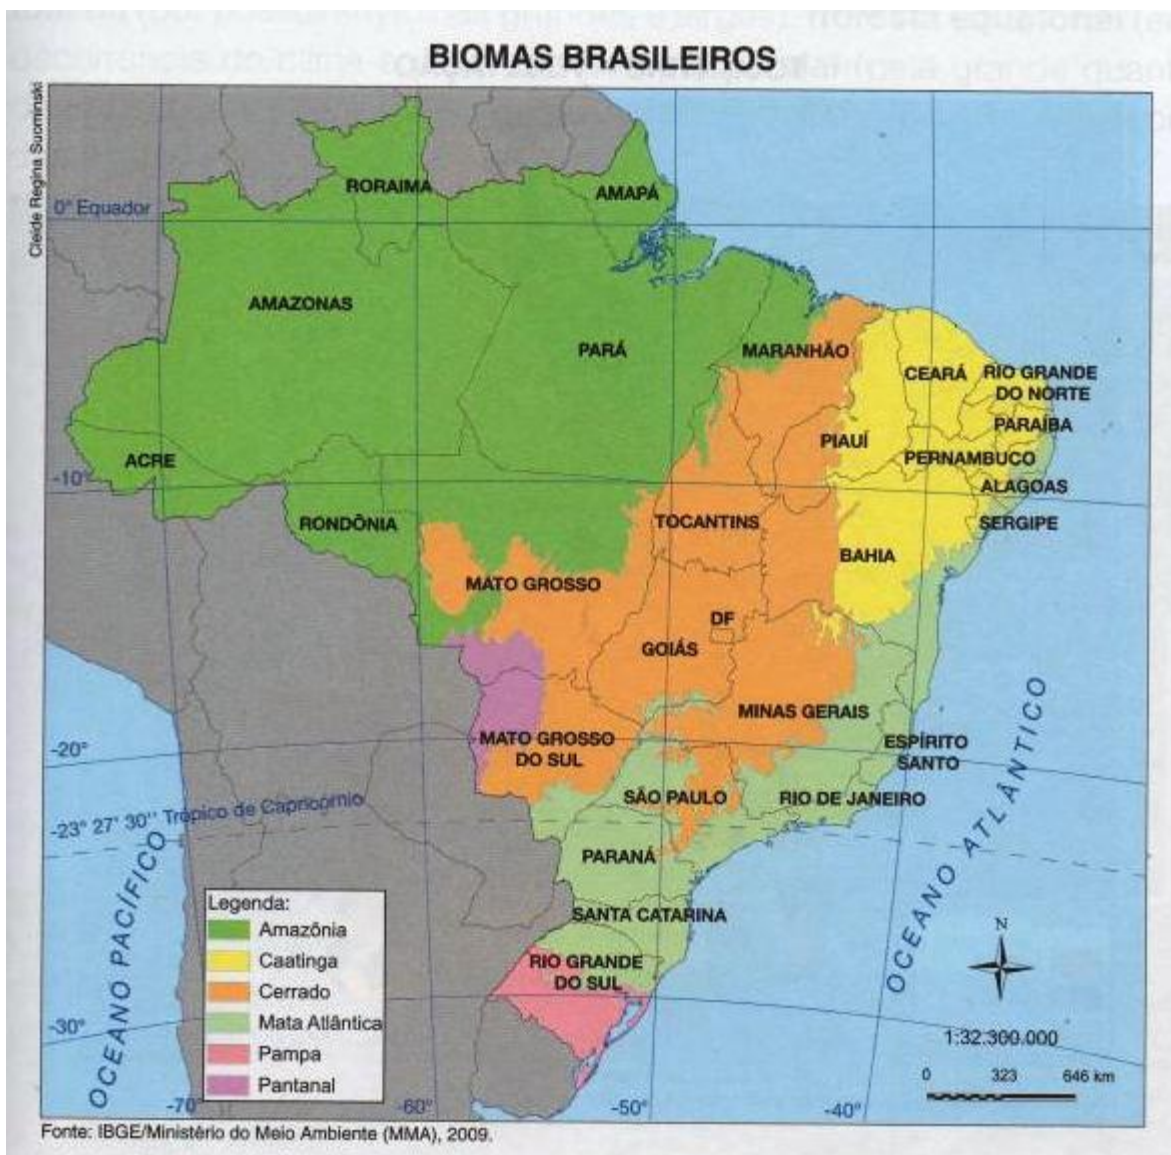 BIOMAS BRASILEIROS
Cleide Regina Suominski
RORAIMA
AMAPÁ
0° Equador
AMAZONAS
PARÁ
MARANHÃO
CEARÁ
RIO GRANDE
DO NORTE
PARAÍBA
PIAUÍ
PERNAMBUCO
ACRE
-10°
ALAGOAS
RONDÔNIA
TOCANTINS
SERGIPE
BAHIA
MATO GROSSO
DF
GOIÁS
MINAS GERAIS
-20°
MATO GROSSO
DO SUL
ESPÍRITO
SANTO
SÃO PAULO
RIO DE JANEIRO
-23° 27' 30'' Trópico de Capricórnio
PARANÁ
OCEANO PACÍFICO
OCEANO ATLÂNTICO
SANTA CATARINA
RIO GRANDE
DO SUL
Legenda:
Amazônia
Caatinga
Cerrado
Mata Atlântica
Pampa
Pantanal
N
-30°
1:32.300.000
0 323 646 km
-70° -60° -50° -40°
Fonte: IBGE/Ministério do Meio Ambiente (MMA), 2009.